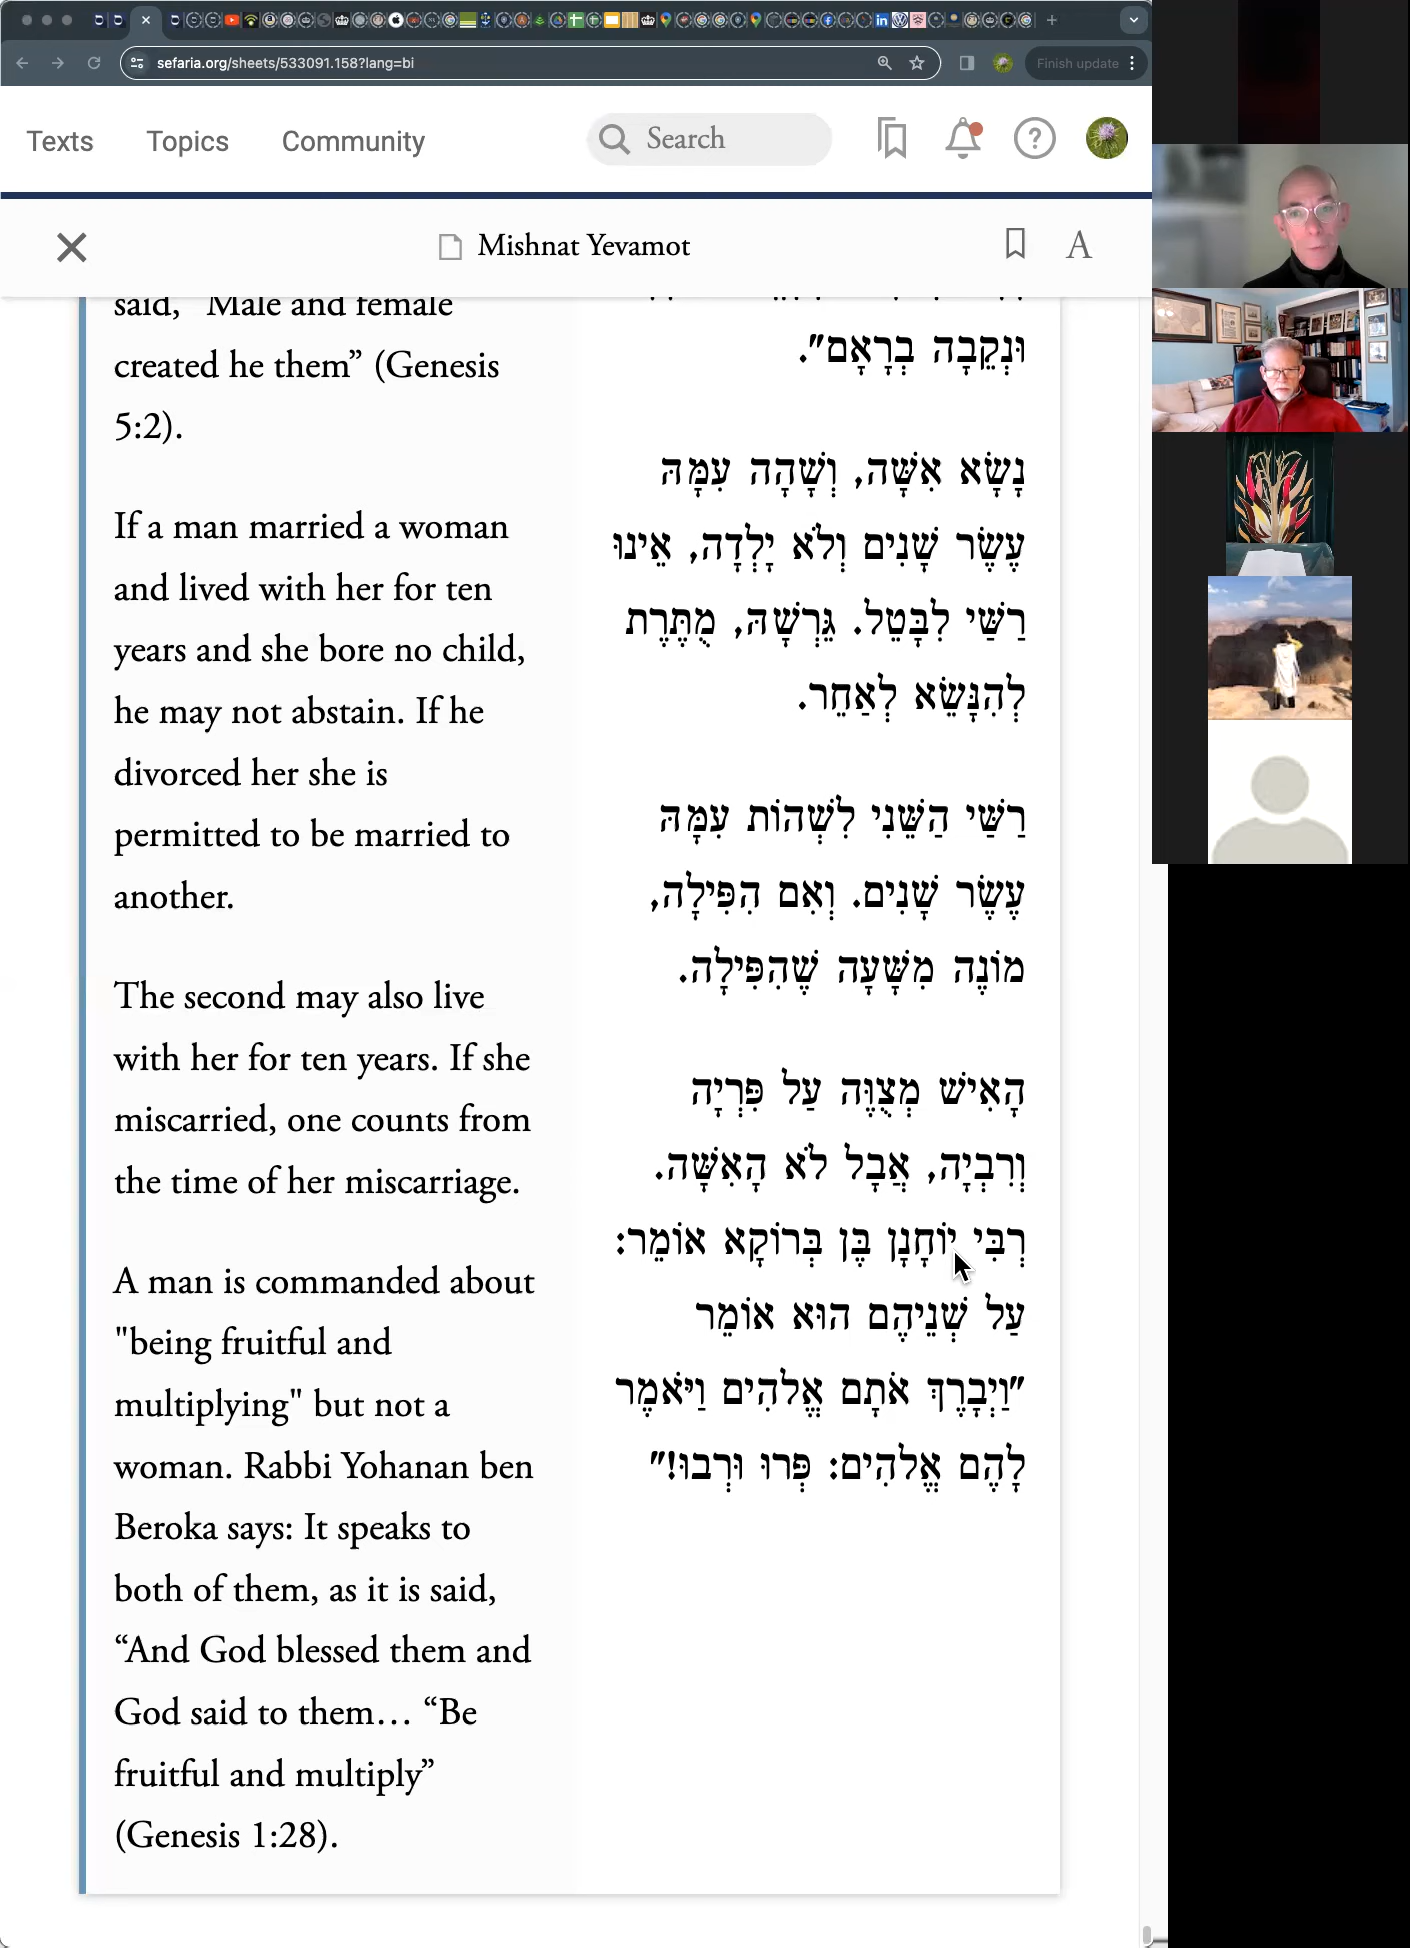 sefaria.org/sheets/533091.158?lang=bi
Finish update
Texts
Topics
Community
Search
Mishnat Yevamot
A
said, “Male and female
created he them” (Genesis
5:2).
If a man married a woman
and lived with her for ten
years and she bore no child,
he may not abstain. If he
divorced her she is
permitted to be married to
another.
The second may also live
with her for ten years. If she
miscarried, one counts from
the time of her miscarriage.
A man is commanded about
"being fruitful and
multiplying" but not a
woman. Rabbi Yohanan ben
Beroka says: It speaks to
both of them, as it is said,
“And God blessed them and
God said to them… “Be
fruitful and multiply”
(Genesis 1:28).
וּנְקֵבָה בְּרָאָם”.
נָשָׂא אִשָּׁה, וְשָׁהָה עִמָּהּ
עֶשֶׂר שָׁנִים וְלֹא יָלְדָה, אֵינוּ
רַשַּׁי לִבָּטֵל. גֵּרְשָׁהּ, מֻתֶּרֶת
לְהִנָּשֵׂא לְאַחֵר.
רַשַּׁי הַשֵּׁנִי לִשְׁהוֹת עִמָּהּ
עֶשֶׂר שָׁנִים. וְאִם הִפִּילָה,
מוֹנֶה מִשָּׁעָה שֶׁהִפִּילָה.
הָאִישׁ מְצֻוֶּה עַל פִּרְיָה
וְרִבְיָה, אֲבָל לֹא הָאִשָּׁה.
רְבִּי יוֹחָנָן בֶּן בְּרוֹקָא אוֹמֵר:
עַל שְׁנֵיהֶם הוּא אוֹמֵר
”וַיְבָרֶךְ אֹתָם אֱלֹהִים וַיֹּאמֶר
לָהֶם אֱלֹהִים: פְּרוּ וּרְבוּ!”